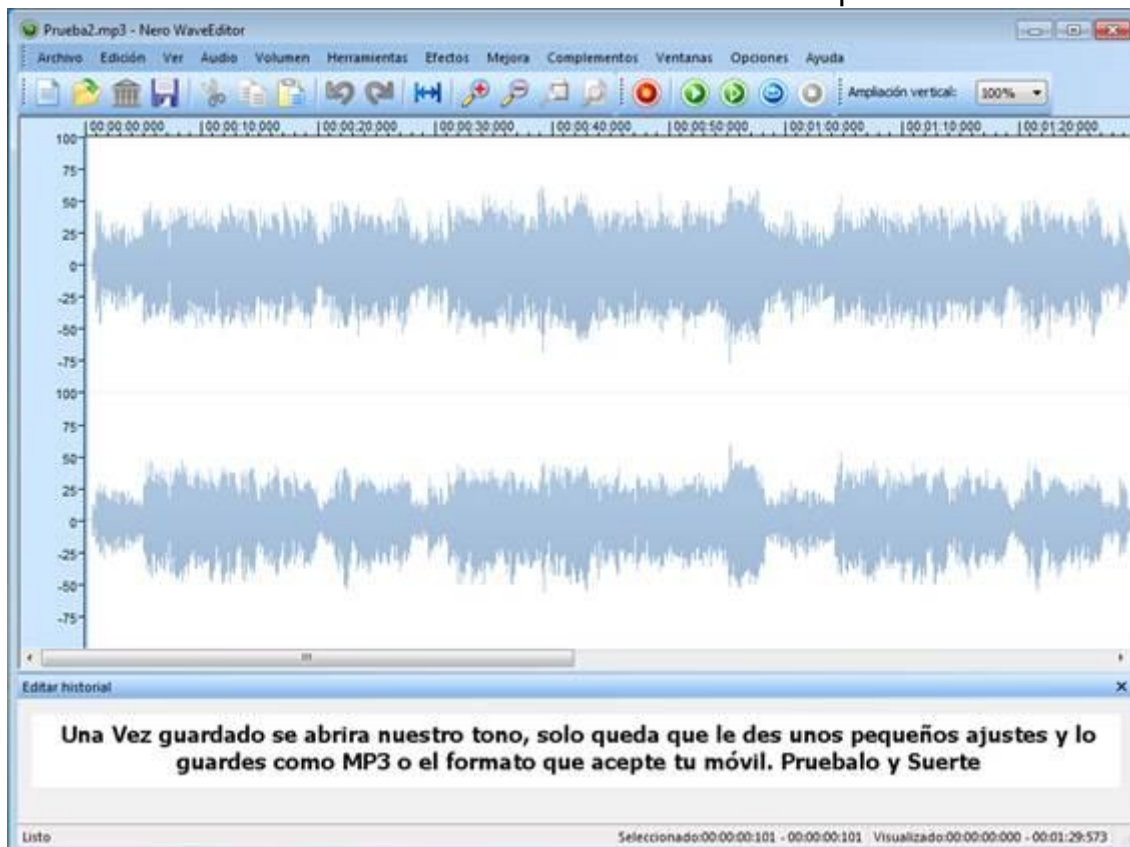 Prueba2.mp3 - Nero WaveEditor
Archivo Edición Ver Audio Volumen Herramientas Efectos Mejora Complementos Ventanas Opciones Ayuda
Ampliación vertical: 100%
00:00:00:000 00:00:10:000 00:00:20:000 00:00:30:000 00:00:40:000 00:00:50:000 00:01:00:000 00:01:10:000 00:01:20:000
100
75
50
25
0
-25
-50
-75
100
75
50
25
0
-25
-50
-75
Editar historial
Una Vez guardado se abrira nuestro tono, solo queda que le des unos pequeños ajustes y lo
guardes como MP3 o el formato que acepte tu móvil. Pruebalo y Suerte
Listo Seleccionado:00:00:00:101 - 00:00:00:101 Visualizado:00:00:00:000 - 00:01:29:573